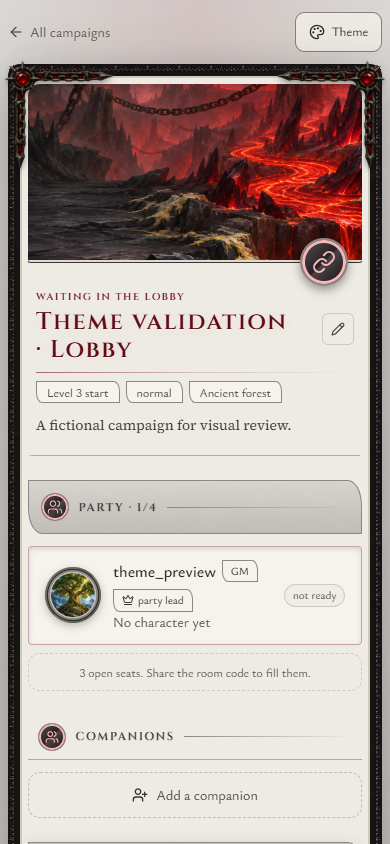 All campaigns
Theme
WAITING IN THE LOBBY
THEME VALIDATION
· LOBBY
Level 3 start
normal
Ancient forest
A fictional campaign for visual review.
PARTY · 1/4
theme_preview
GM
party lead
not ready
No character yet
3 open seats. Share the room code to fill them.
COMPANIONS
Add a companion